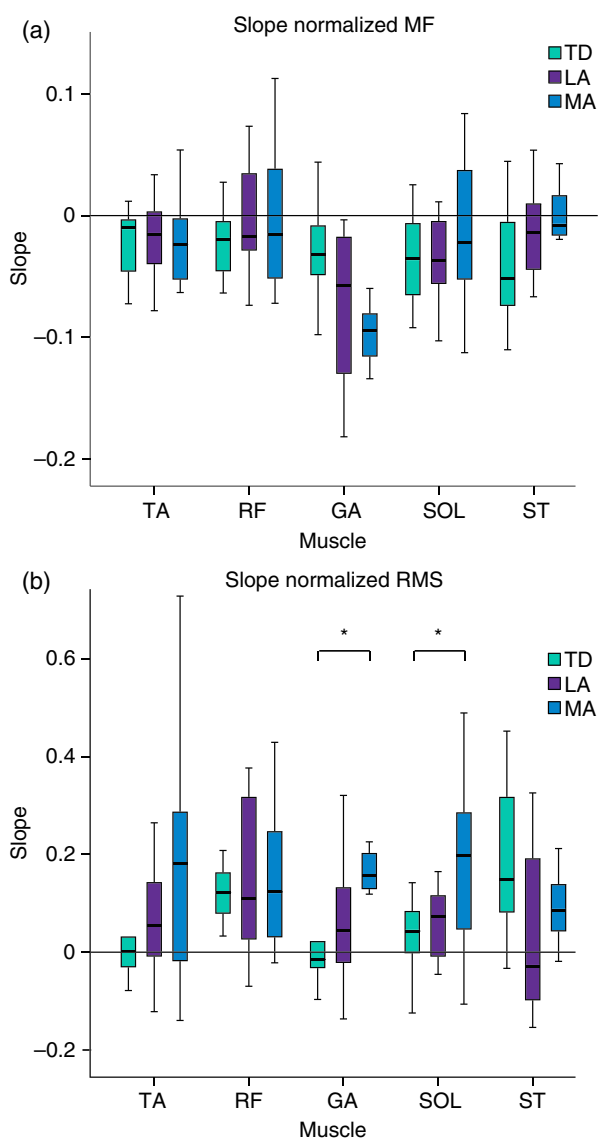 (a)
Slope normalized MF
TD
LA
MA
0.1
0
−0.1
−0.2
Slope
TA RF GA SOL ST
Muscle
(b)
Slope normalized RMS
TD
LA
MA
* *
0.6
0.4
0.2
0
−0.2
Slope
TA RF GA SOL ST
Muscle